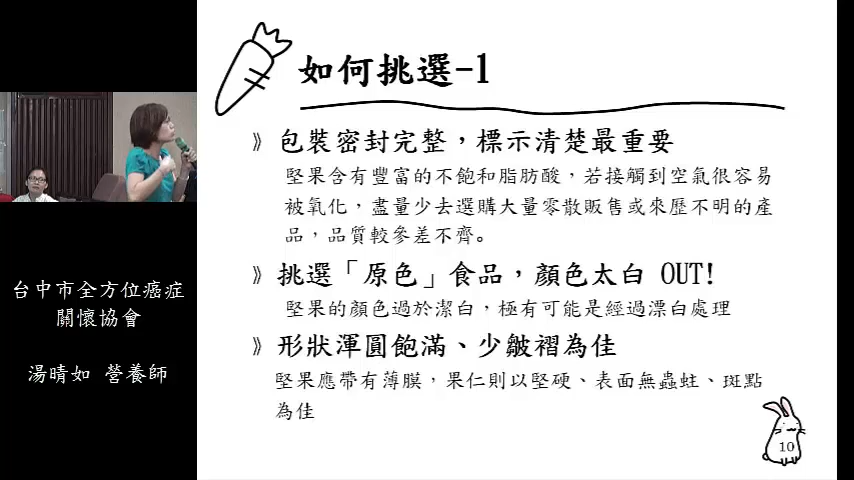 如何挑選-1
》包裝密封完整，標示清楚最重要
堅果含有豐富的不飽和脂肪酸，若接觸到空氣很容易
被氧化，盡量少去選購大量零散販售或來歷不明的產
品，品質較參差不齊。
》挑選「原色」食品，顏色太白 OUT!
堅果的顏色過於潔白，極有可能是經過漂白處理
》形狀渾圓飽滿、少皺褶為佳
堅果應帶有薄膜，果仁則以堅硬、表面無蟲蛀、斑點
為佳
10
台中市全方位癌症
關懷協會
湯晴如 營養師